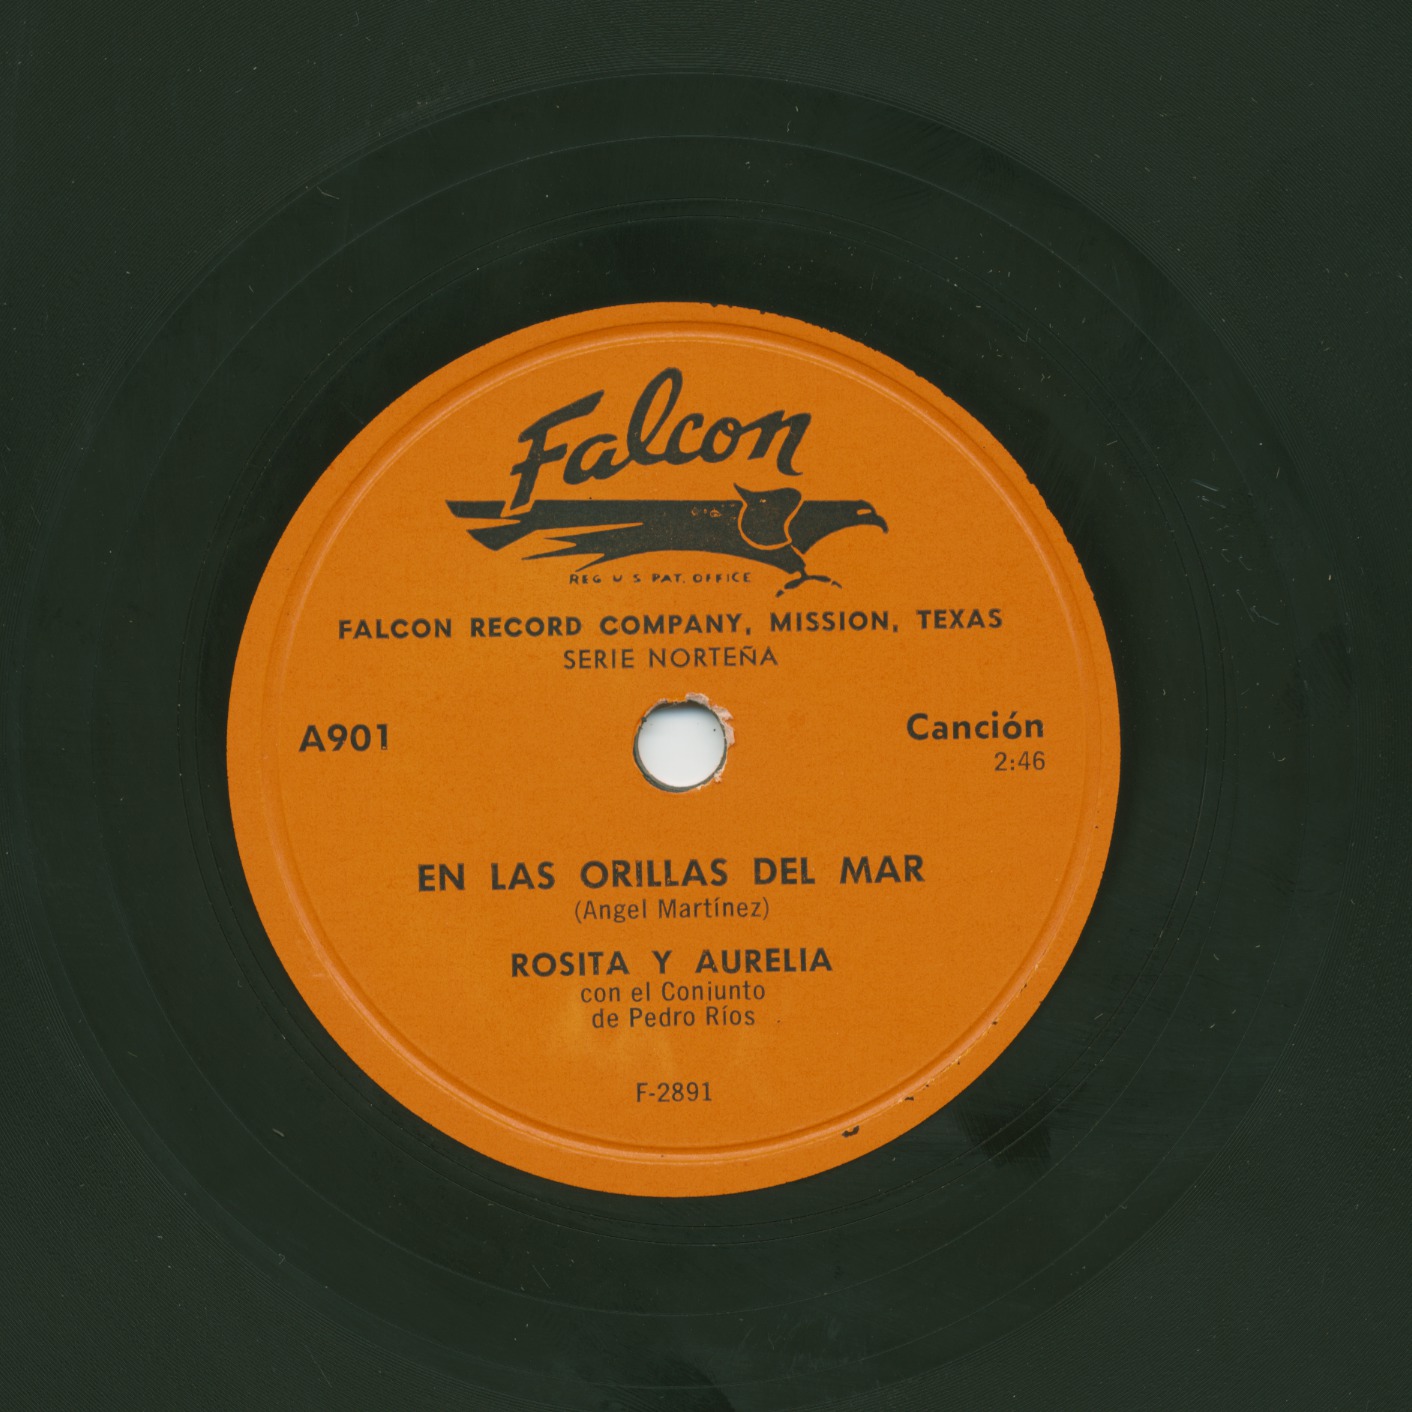 Falcon
REG U S PAT. OFFICE
FALCON RECORD COMPANY, MISSION, TEXAS
SERIE NORTEÑA
A901
Canción
2:46
EN LAS ORILLAS DEL MAR
(Angel Martínez)
ROSITA Y AURELIA
con el Conjunto
de Pedro Ríos
F-2891